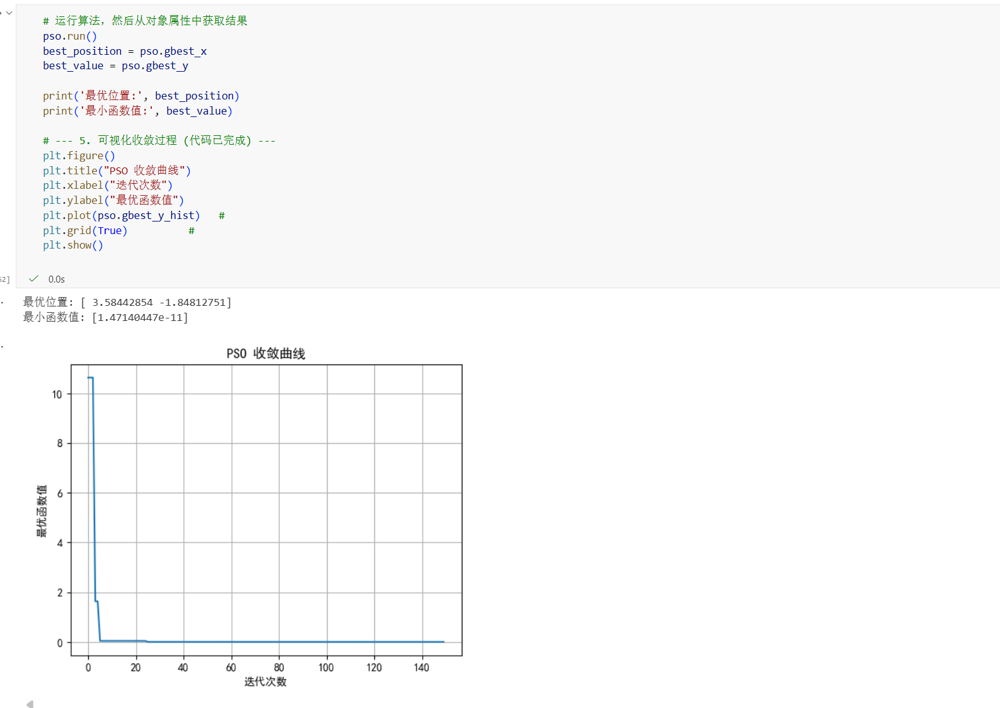 # 运行算法，然后从对象属性中获取结果
pso.run()
best_position = pso.gbest_x
best_value = pso.gbest_y
print('最优位置:', best_position)
print('最小函数值:', best_value)
# --- 5. 可视化收敛过程 (代码已完成) ---
plt.figure()
plt.title("PSO 收敛曲线")
plt.xlabel("迭代次数")
plt.ylabel("最优函数值")
plt.plot(pso.gbest_y_hist)   #
plt.grid(True)          #
plt.show()
52] 0.0s
最优位置: [ 3.58442854 -1.84812751]
最小函数值: [1.47140447e-11]
PSO 收敛曲线
10
8
6
4
2
0
最优函数值
0 20 40 60 80 100 120 140
迭代次数